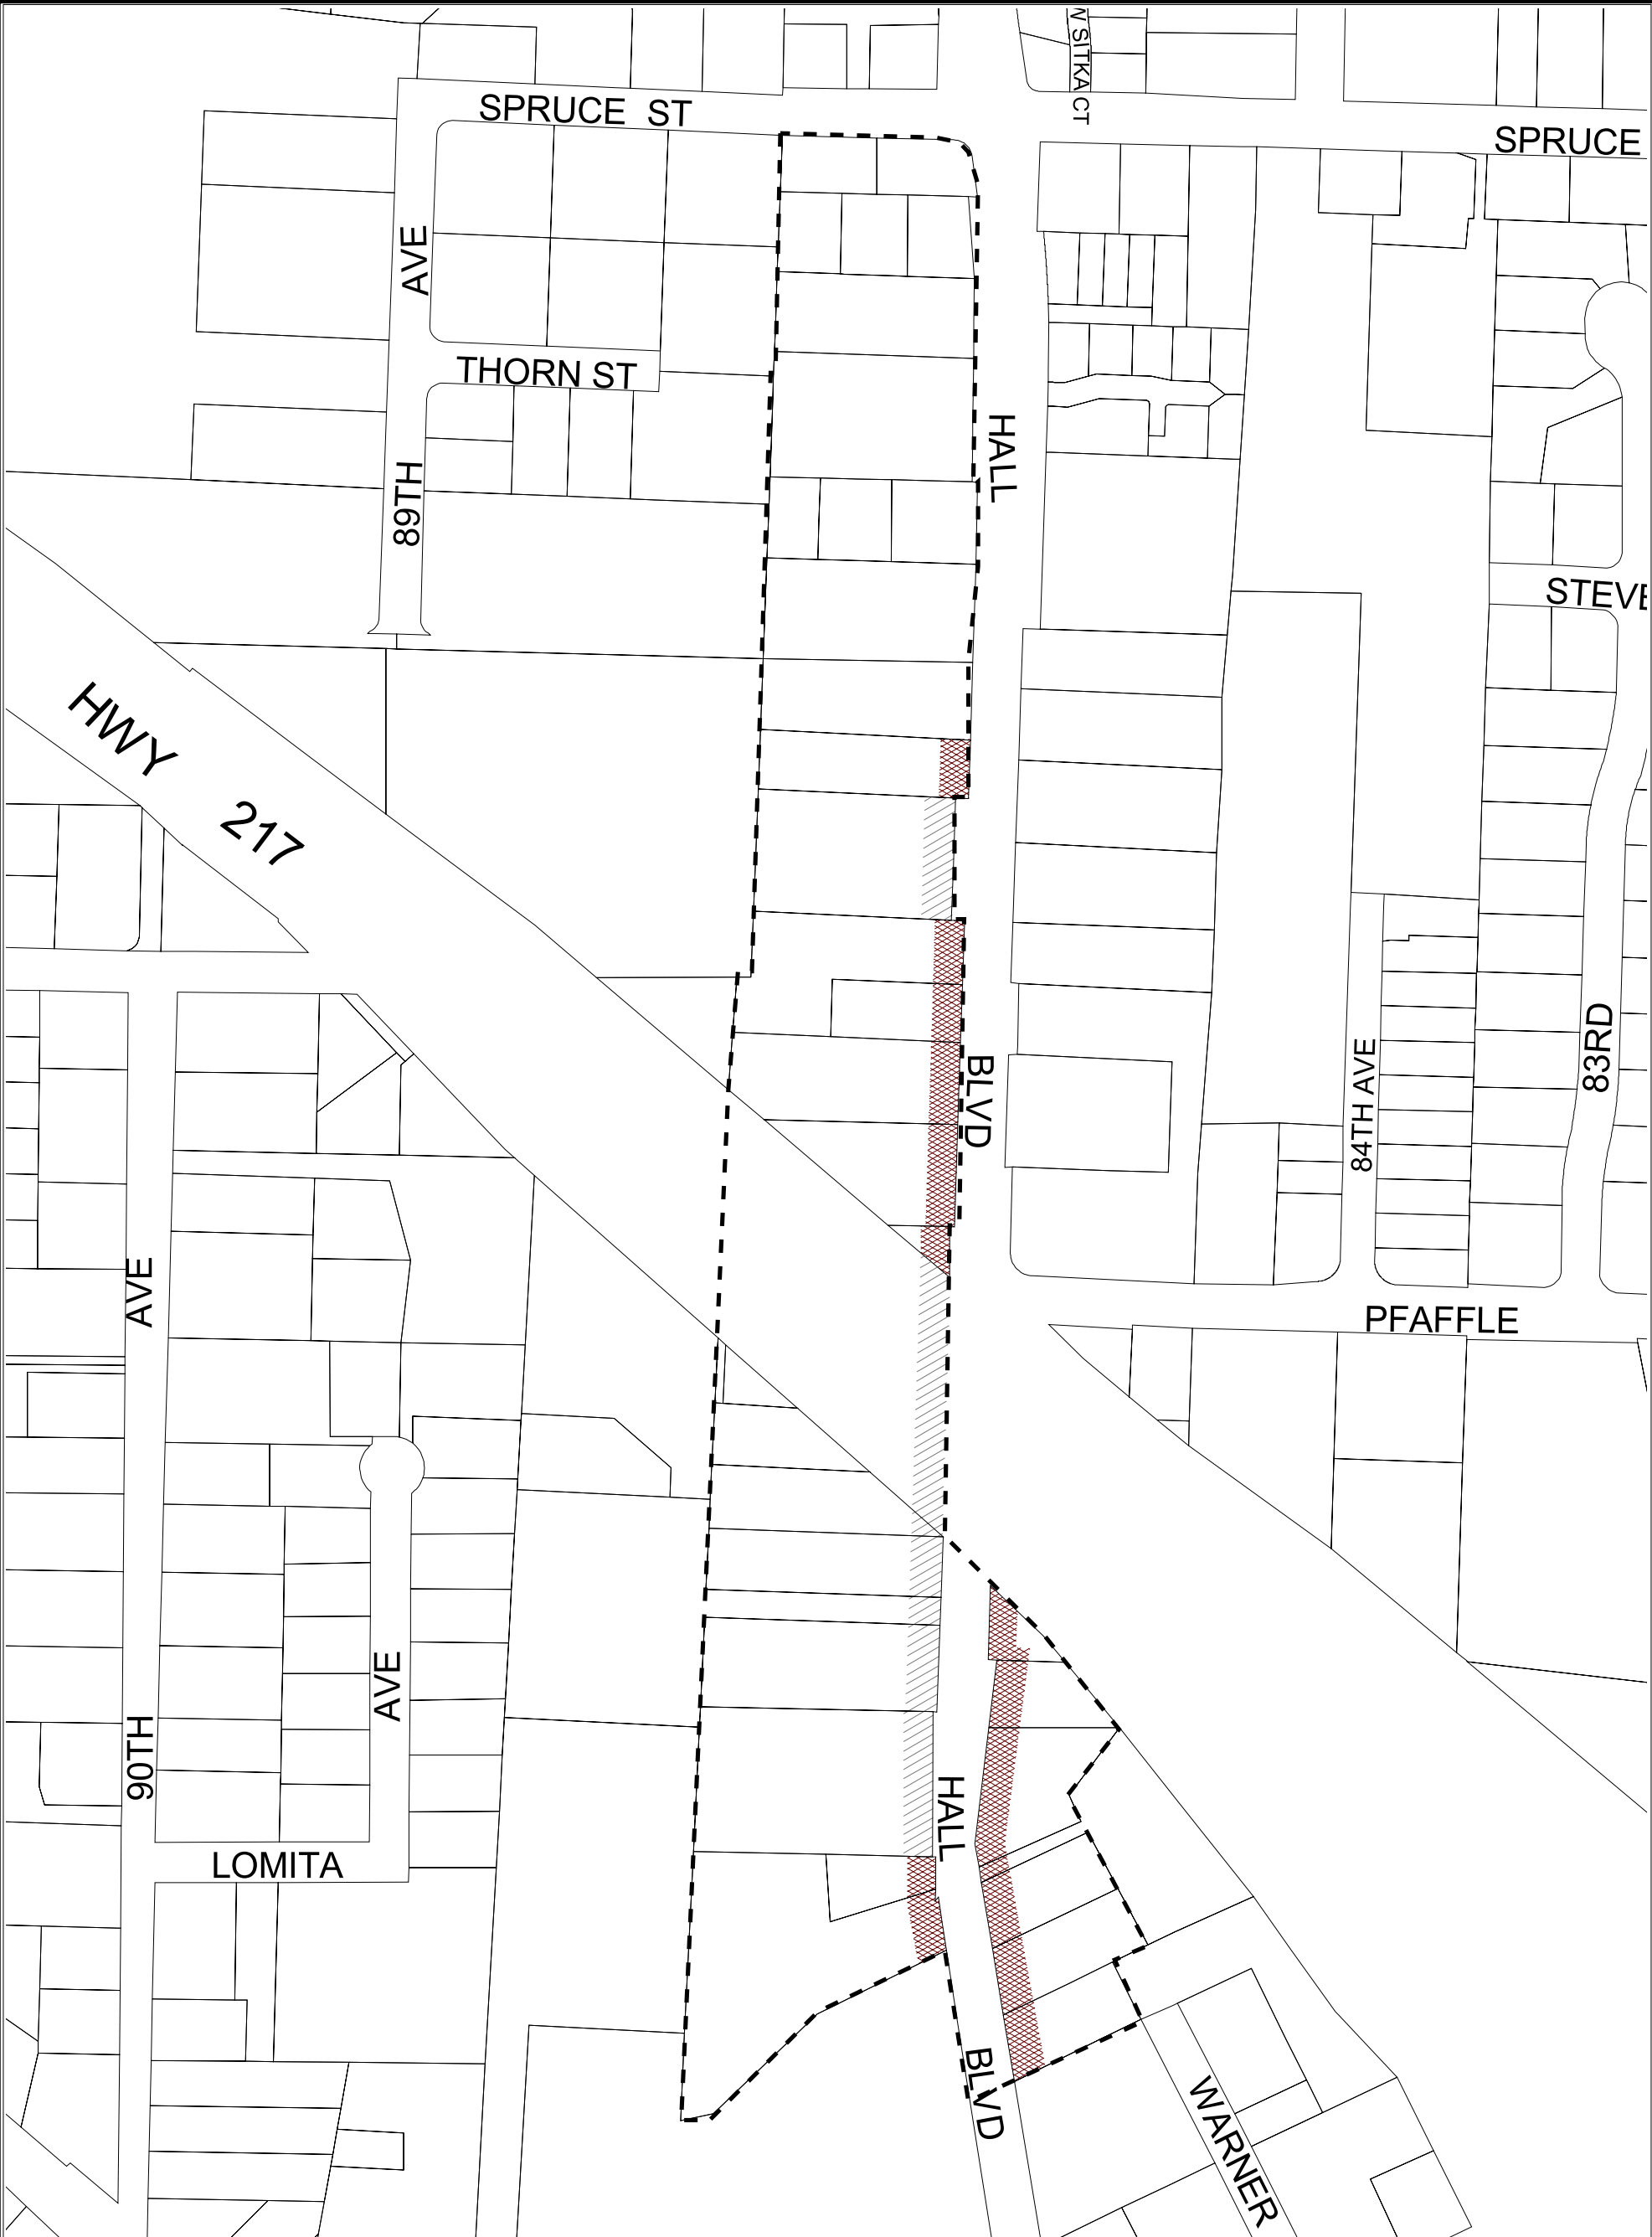 W SITKA CT
SPRUCE ST
SPRUCE
AVE
THORN ST
HALL
89TH
STEVE
HWY 217
83RD
BLVD
84TH AVE
AVE
PFAFFLE
AVE
90TH
HALL
LOMITA
BLVD
WARNER